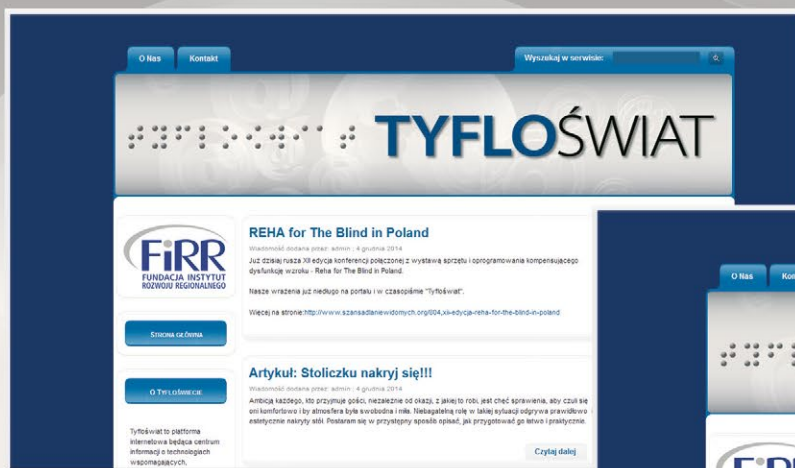 O Nas Kontakt Wyszukaj w serwisie:
TYFLOŚWIAT
FiRR
FUNDACJA INSTYTUT
ROZWOJU REGIONALNEGO
STRONA GŁÓWNA
O TYFLOŚWIECIE
Tyfloświat to platforma
internetowa będąca centrum
informacji o technologiach
wspomagających,
REHA for The Blind in Poland
Wiadomość dodana przez: admin : 4 grudnia 2014
Już dzisiaj rusza XII edycja konferencji połączonej z wystawą sprzętu i oprogramowania kompensującego
dysfunkcję wzroku - Reha for The Blind in Poland.
Nasze wrażenia już niedługo na portalu i w czasopiśmie "Tyfloświat".
Więcej na stronie:http://www.szansadlaniewidomych.org/604,xii-edycja-reha-for-the-blind-in-poland
Artykuł: Stoliczku nakryj się!!!
Wiadomość dodana przez: admin : 4 grudnia 2014
Ambicją każdego, kto przyjmuje gości, niezależnie od okazji, z jakiej to robi, jest chęć sprawienia, aby czuli się
oni komfortowo i by atmosfera była swobodna i miła. Niebagatelną rolę w takiej sytuacji odgrywa prawidłowo i
estetycznie nakryty stół. Postaram się w przystępny sposób opisać, jak przygotować go łatwo i praktycznie.
Czytaj dalej
O Nas Kon